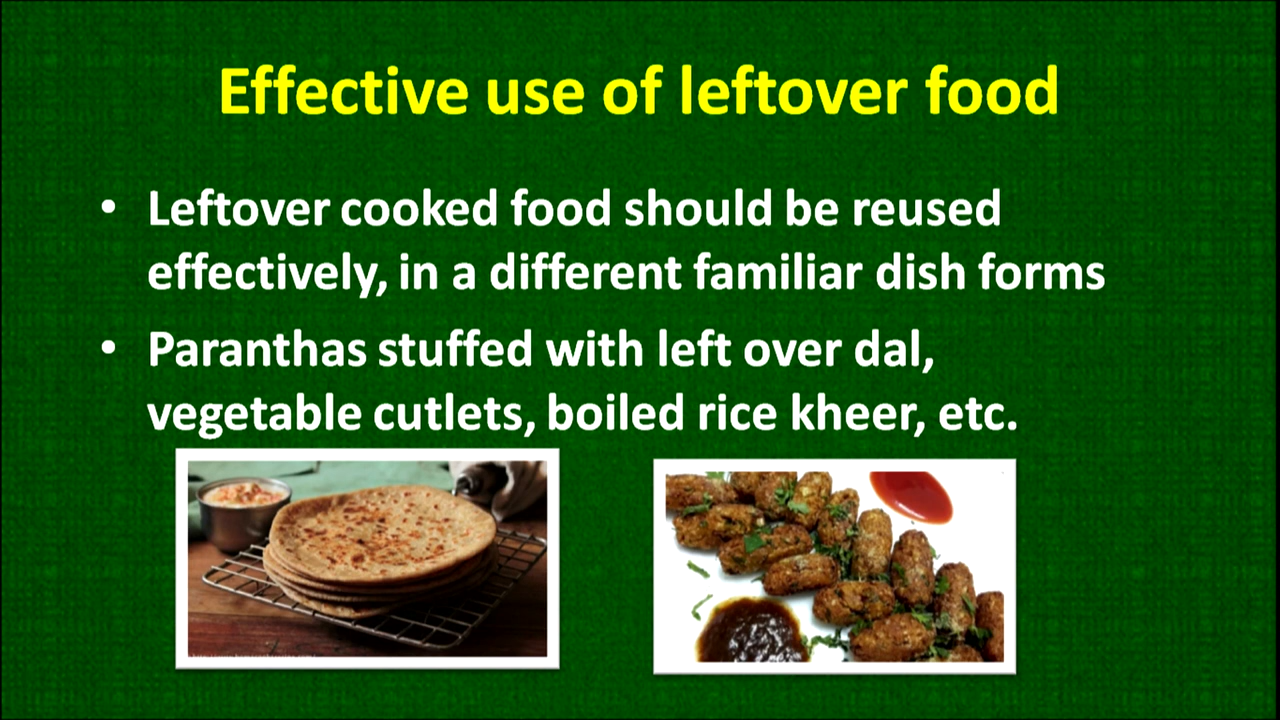 Effective use of leftover food
• Leftover cooked food should be reused
effectively, in a different familiar dish forms
• Paranthas stuffed with left over dal,
vegetable cutlets, boiled rice kheer, etc.